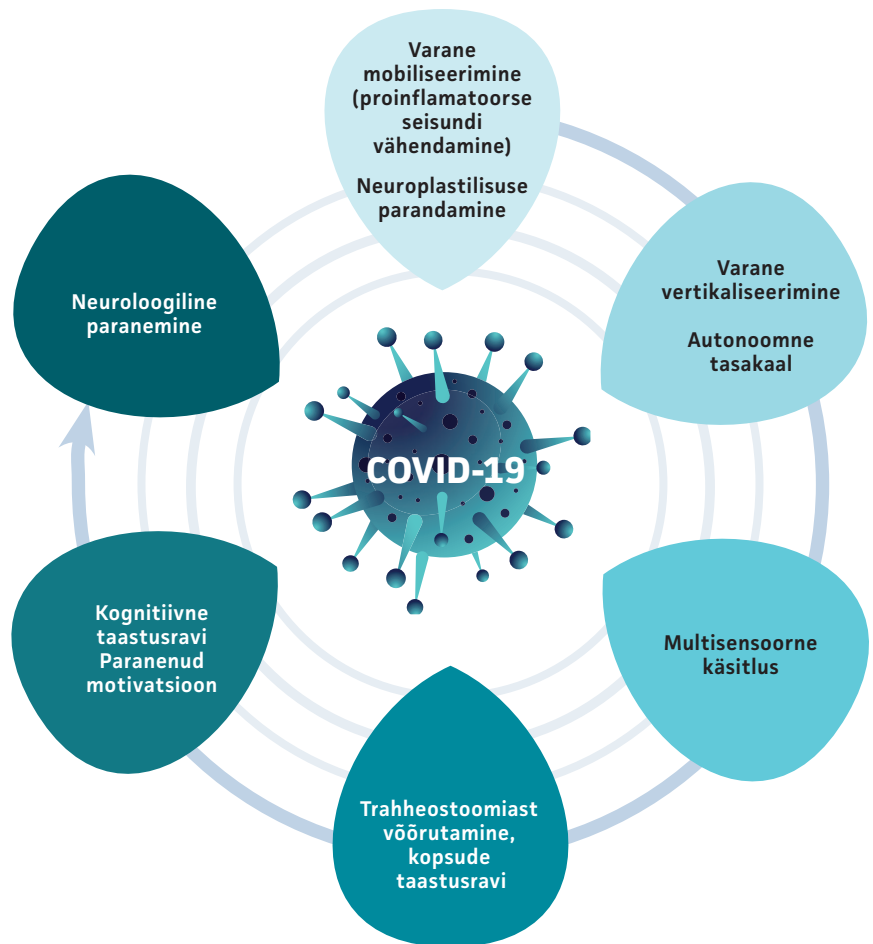 Varane
mobiliseerimine
(proinflamatoorse
seisundi
vähendamine)
Neuroplastilisuse
parandamine
Varane
vertikaliseerimine
Autonoomne
tasakaal
Multisensoorne
käsitlus
Trahheostoomiast
võõrutamine,
kopsude
taastusravi
Kognitiivne
taastusravi
Paranenud
motivatsioon
Neuroloogiline
paranemine
COVID-19